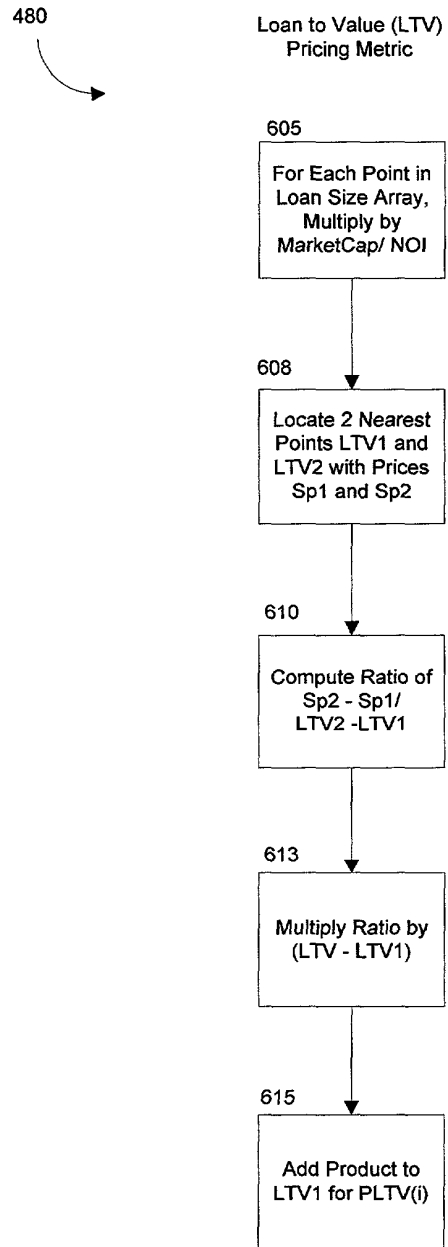 480
Loan to Value (LTV)
Pricing Metric
605
For Each Point in
Loan Size Array,
Multiply by
MarketCap/ NOI
608
Locate 2 Nearest
Points LTV1 and
LTV2 with Prices
Sp1 and Sp2
610
Compute Ratio of
Sp2 - Sp1/
LTV2 -LTV1
613
Multiply Ratio by
(LTV - LTV1)
615
Add Product to
LTV1 for PLTV(i)